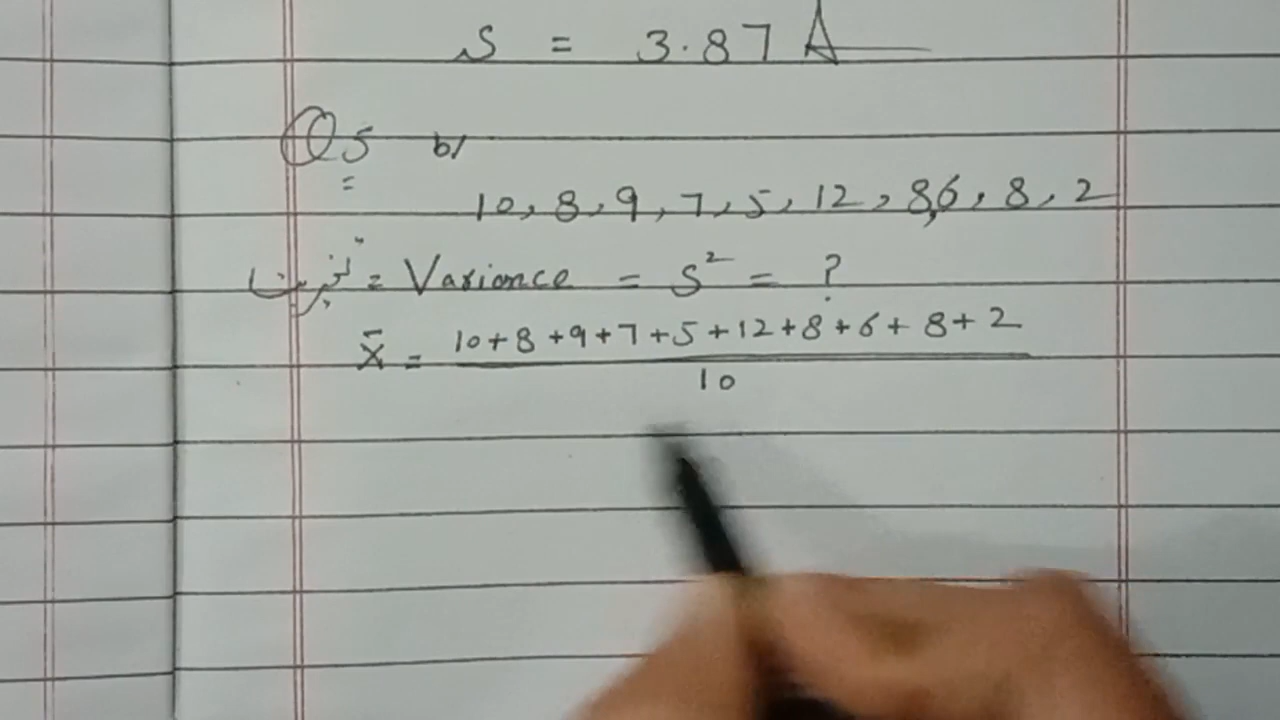 S = 3.87 A
Q5 b/
10, 8, 9, 7, 5, 12, 8, 6, 8, 2
تغیریت = Variance = S² = ?
X̄ = 10+8+9+7+5+12+8+6+8+2
10